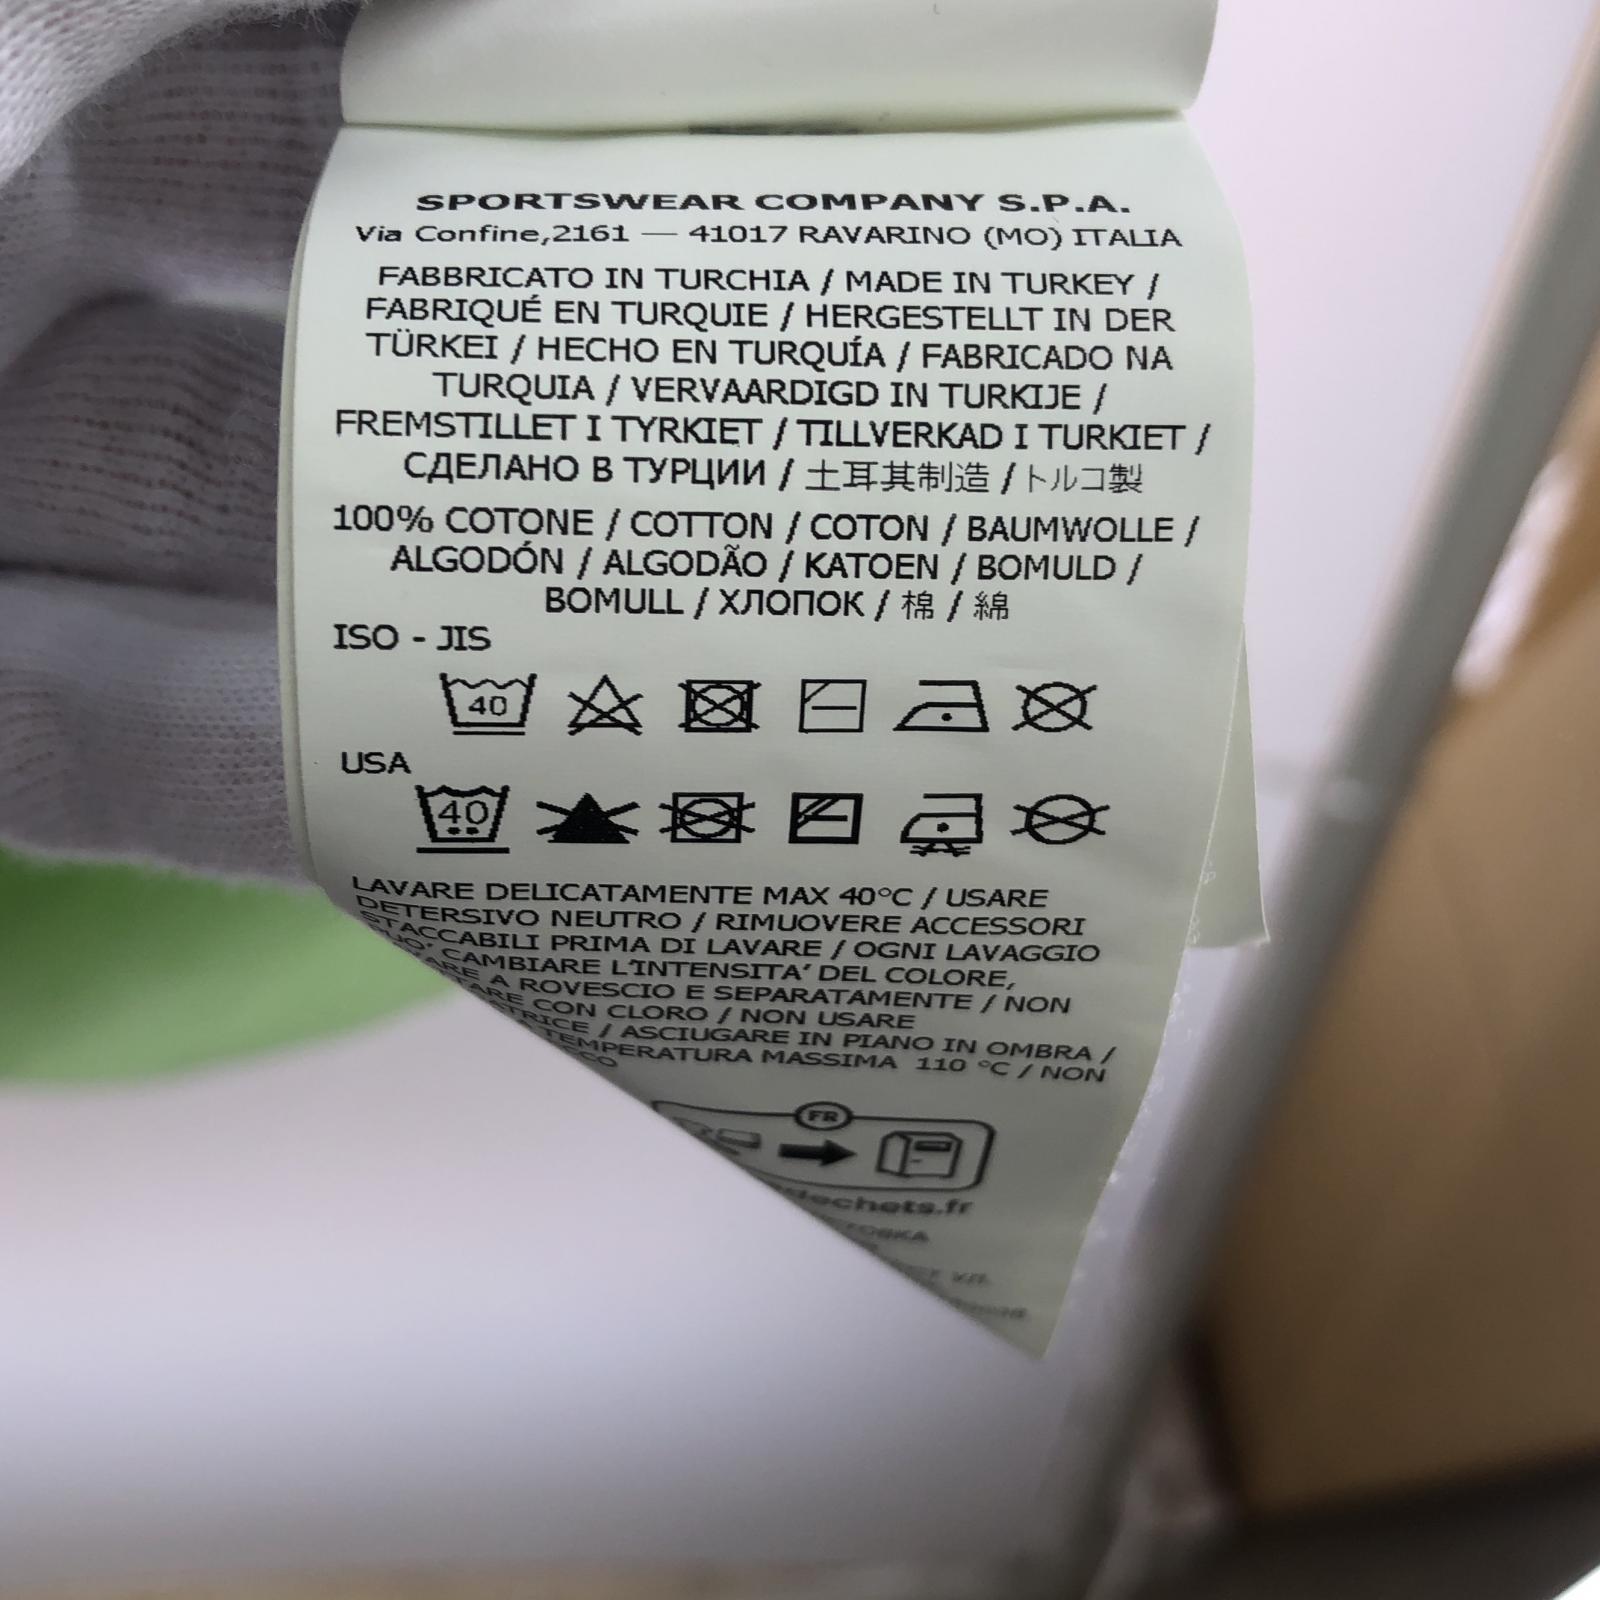 SPORTSWEAR COMPANY S.P.A.
Via Confine,2161 — 41017 RAVARINO (MO) ITALIA
FABBRICATO IN TURCHIA / MADE IN TURKEY /
FABRIQUÉ EN TURQUIE / HERGESTELLT IN DER
TÜRKEI / HECHO EN TURQUÍA / FABRICADO NA
TURQUIA / VERVAARDIGD IN TURKIJE /
FREMSTILLET I TYRKIET / TILLVERKAD I TURKIET /
СДЕЛАНО В ТУРЦИИ / 土耳其制造 / トルコ製
100% COTONE / COTTON / COTON / BAUMWOLLE /
ALGODÓN / ALGODÃO / KATOEN / BOMULD /
BOMULL / ХЛОПОК / 棉 / 綿
ISO - JIS
40
USA
40
LAVARE DELICATAMENTE MAX 40°C / USARE
DETERSIVO NEUTRO / RIMUOVERE ACCESSORI
STACCABILI PRIMA DI LAVARE / OGNI LAVAGGIO
PUO' CAMBIARE L'INTENSITA' DEL COLORE,
A ROVESCIO E SEPARATAMENTE / NON
CON CLORO / NON USARE
/ ASCIUGARE IN PIANO IN OMBRA /
TEMPERATURA MASSIMA 110 °C / NON
FR